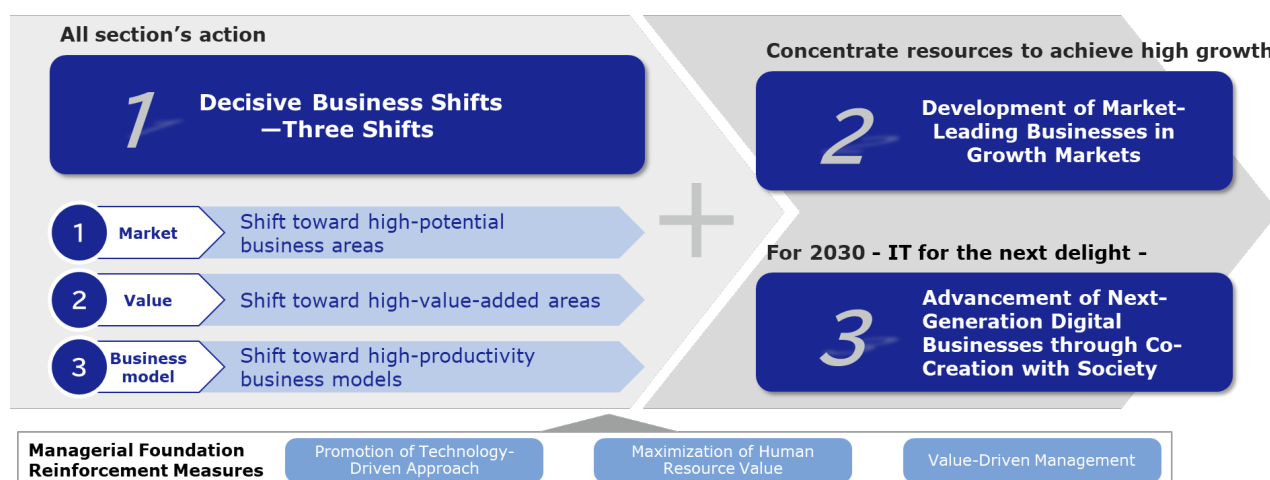 All section’s action
1
Decisive Business Shifts
—Three Shifts
1
Market
Shift toward high-potential
business areas
2
Value
Shift toward high-value-added areas
3
Business
model
Shift toward high-productivity
business models
+
Concentrate resources to achieve high growth
2
Development of Market-
Leading Businesses in
Growth Markets
For 2030 - IT for the next delight -
3
Advancement of Next-
Generation Digital
Businesses through Co-
Creation with Society
Managerial Foundation
Reinforcement Measures
Promotion of Technology-
Driven Approach
Maximization of Human
Resource Value
Value-Driven Management